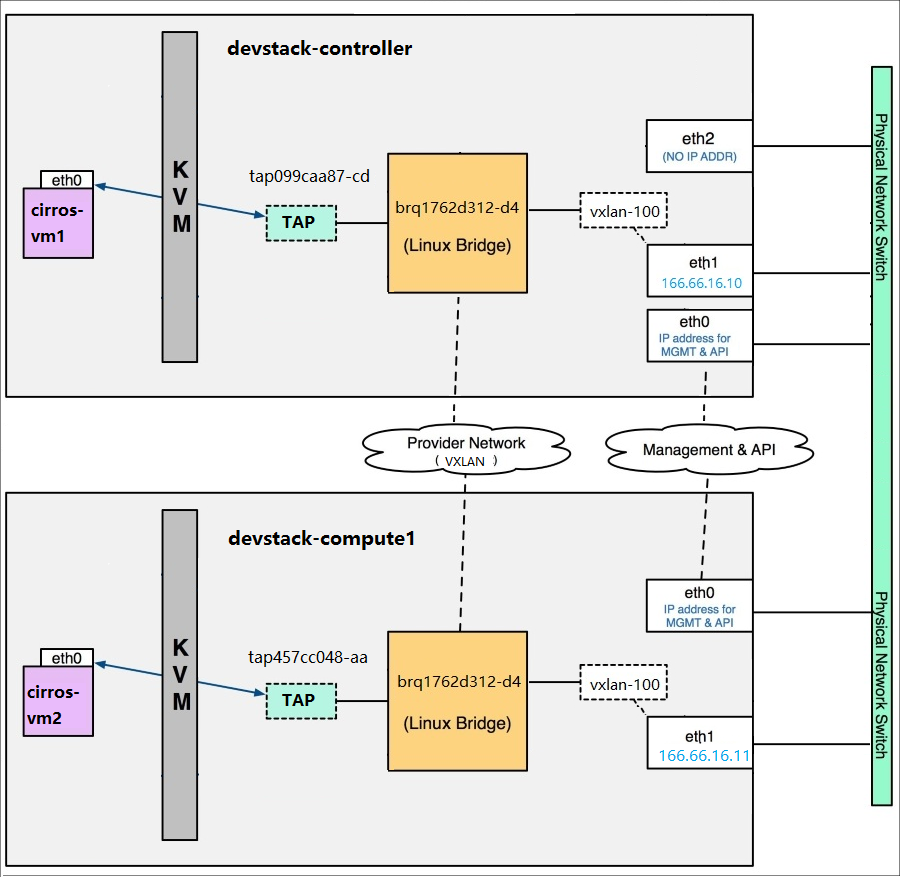 devstack-controller
K
V
M
eth0
cirros-
vm1
tap099caa87-cd
TAP
brq1762d312-d4
(Linux Bridge)
vxlan-100
eth2
(NO IP ADDR)
eth1
166.66.16.10
eth0
IP address for
MGMT & API
Physical Network Switch
Provider Network
( VXLAN )
Management & API
devstack-compute1
K
V
M
eth0
cirros-
vm2
tap457cc048-aa
TAP
brq1762d312-d4
(Linux Bridge)
vxlan-100
eth0
IP address for
MGMT & API
eth1
166.66.16.11
Physical Network Switch